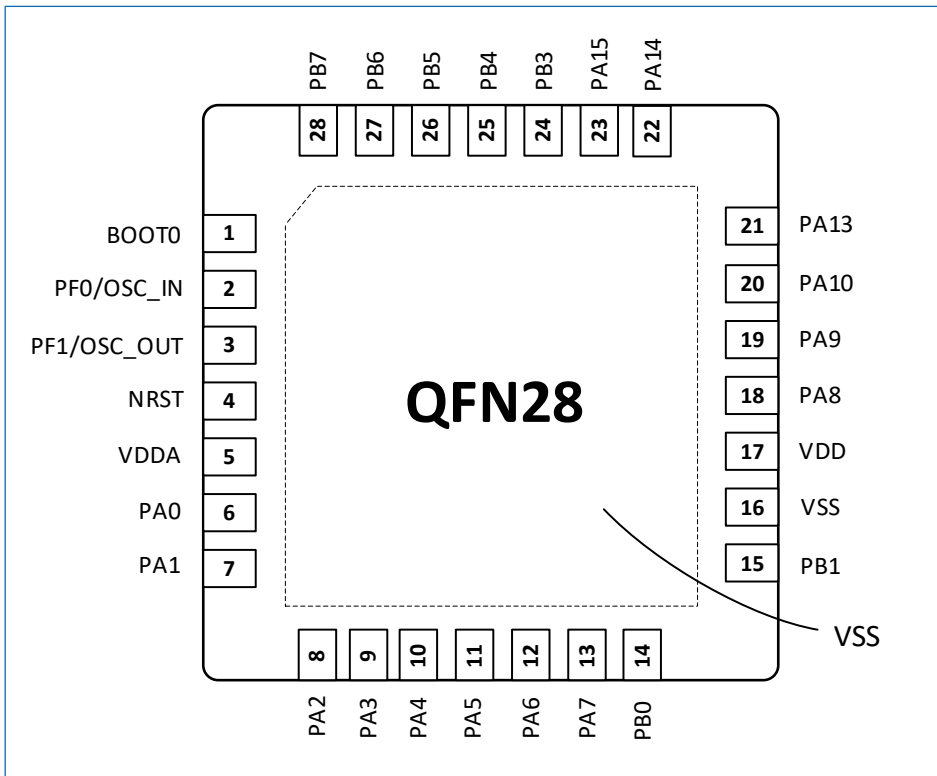 PB7
PB6
PB5
PB4
PB3
PA15
PA14
28
27
26
25
24
23
22
BOOT0
1
PF0/OSC_IN
2
PF1/OSC_OUT
3
NRST
4
VDDA
5
PA0
6
PA1
7
QFN28
21
PA13
20
PA10
19
PA9
18
PA8
17
VDD
16
VSS
15
PB1
VSS
8
9
10
11
12
13
14
PA2
PA3
PA4
PA5
PA6
PA7
PB0